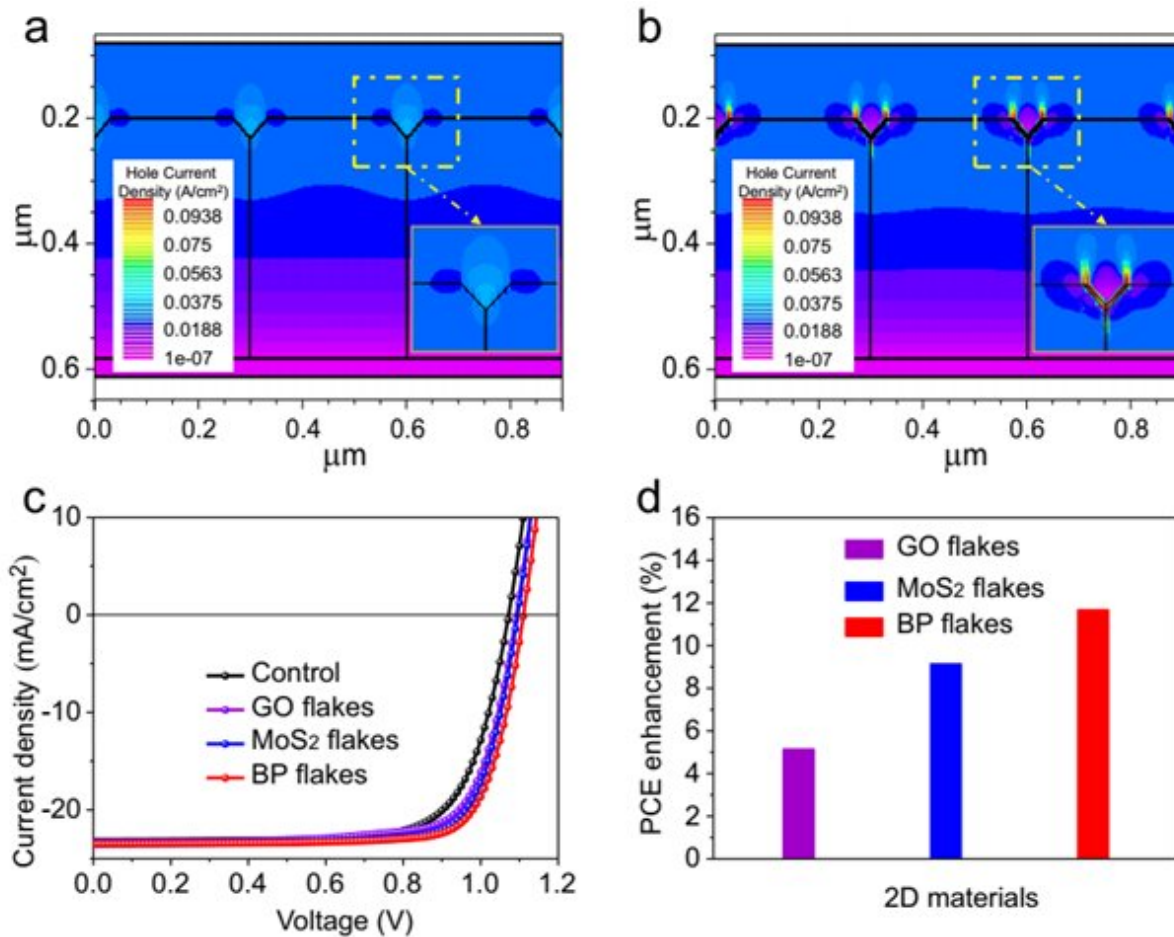 a
0.2
-0.4
0.6
μm
Hole Current
Density (A/cm²)
0.0938
0.075
0.0563
0.0375
0.0188
1e-07
0.0 0.2 0.4 0.6 0.8
μm
b
0.2
-0.4
0.6
μm
Hole Current
Density (A/cm²)
0.0938
0.075
0.0563
0.0375
0.0188
1e-07
0.0 0.2 0.4 0.6 0.8
μm
c
10
0
-10
-20
Current density (mA/cm²)
Control
GO flakes
MoS₂ flakes
BP flakes
0.0 0.2 0.4 0.6 0.8 1.0 1.2
Voltage (V)
d
16
14
12
10
8
6
4
2
0
PCE enhancement (%)
GO flakes
MoS₂ flakes
BP flakes
2D materials